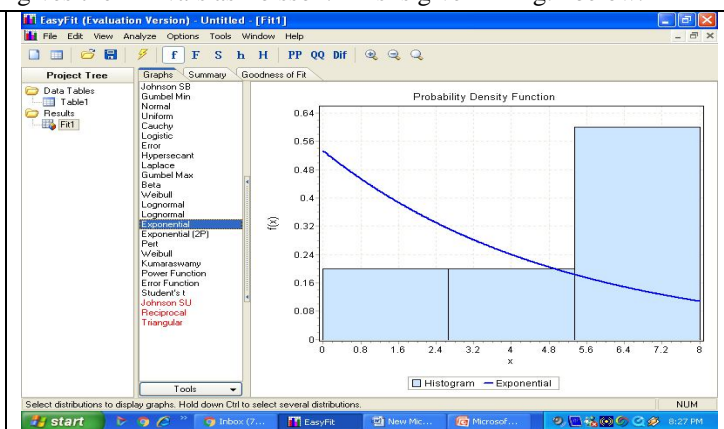 EasyFit (Evaluation Version) - Untitled - [Fit1]
File Edit View Analyze Options Tools Window Help
f F S h H PP QQ Dif
Project Tree
Data Tables
Table1
Results
Fit1
Graphs Summary Goodness of Fit
Johnson SB
Gumbel Min
Normal
Uniform
Cauchy
Logistic
Error
Hypersecant
Laplace
Gumbel Max
Beta
Weibull
Lognormal
Lognormal
Exponential
Exponential (2P)
Pert
Weibull
Kumaraswamy
Power Function
Error Function
Student's t
Johnson SU
Reciprocal
Triangular
Tools
Probability Density Function
f(x)
0.64
0.56
0.48
0.4
0.32
0.24
0.16
0.08
0
0 0.8 1.6 2.4 3.2 4 4.8 5.6 6.4 7.2 8
x
Histogram Exponential
Select distributions to display graphs. Hold down Ctrl to select several distributions.
NUM
start
Inbox (7...
EasyFit
New Mic...
Microsof...
8:27 PM